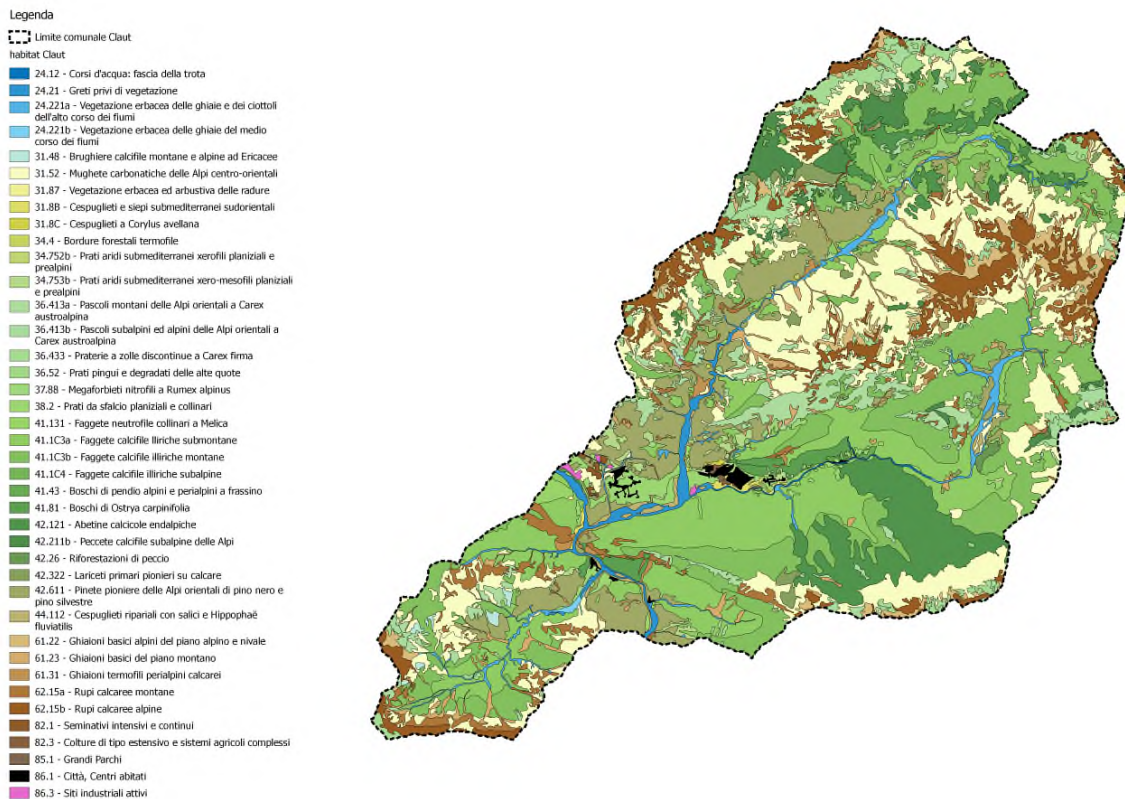 Legenda
Limite comunale Claut
habitat Claut
24.12 - Corsi d'acqua: fascia della trota
24.21 - Greti privi di vegetazione
24.221a - Vegetazione erbacea delle ghiaie e dei ciottoli
dell'alto corso dei fiumi
24.221b - Vegetazione erbacea delle ghiaie del medio
corso dei fiumi
31.48 - Brughiere calcifile montane e alpine ad Ericacee
31.52 - Mughete carbonatiche delle Alpi centro-orientali
31.87 - Vegetazione erbacea ed arbustiva delle radure
31.8B - Cespuglieti e siepi submediterranei sudorientali
31.8C - Cespuglieti a Corylus avellana
34.4 - Bordure forestali termofile
34.752b - Prati aridi submediterranei xerofili planiziali e
prealpini
34.753b - Prati aridi submediterranei xero-mesofili planiziali
e prealpini
36.413a - Pascoli montani delle Alpi orientali a Carex
austroalpina
36.413b - Pascoli subalpini ed alpini delle Alpi orientali a
Carex austroalpina
36.433 - Praterie a zolle discontinue a Carex firma
36.52 - Prati pingui e degradati delle alte quote
37.88 - Megaforbieti nitrofili a Rumex alpinus
38.2 - Prati da sfalcio planiziali e collinari
41.131 - Faggete neutrofile collinari a Melica
41.1C3a - Faggete calcifile Iliriche submontane
41.1C3b - Faggete calcifile illiriche montane
41.1C4 - Faggete calcifile illiriche subalpine
41.43 - Boschi di pendio alpini e perialpini a frassino
41.81 - Boschi di Ostrya carpinifolia
42.121 - Abetine calcicole endalpiche
42.211b - Peccete calcifile subalpine delle Alpi
42.26 - Riforestazioni di peccio
42.322 - Lariceti primari pionieri su calcare
42.611 - Pinete pioniere delle Alpi orientali di pino nero e
pino silvestre
44.112 - Cespuglieti ripariali con salici e Hippophaë
fluviatilis
61.22 - Ghiaioni basici alpini del piano alpino e nivale
61.23 - Ghiaioni basici del piano montano
61.31 - Ghiaioni termofili perialpini calcarei
62.15a - Rupi calcaree montane
62.15b - Rupi calcaree alpine
82.1 - Seminativi intensivi e continui
82.3 - Colture di tipo estensivo e sistemi agricoli complessi
85.1 - Grandi Parchi
86.1 - Città, Centri abitati
86.3 - Siti industriali attivi